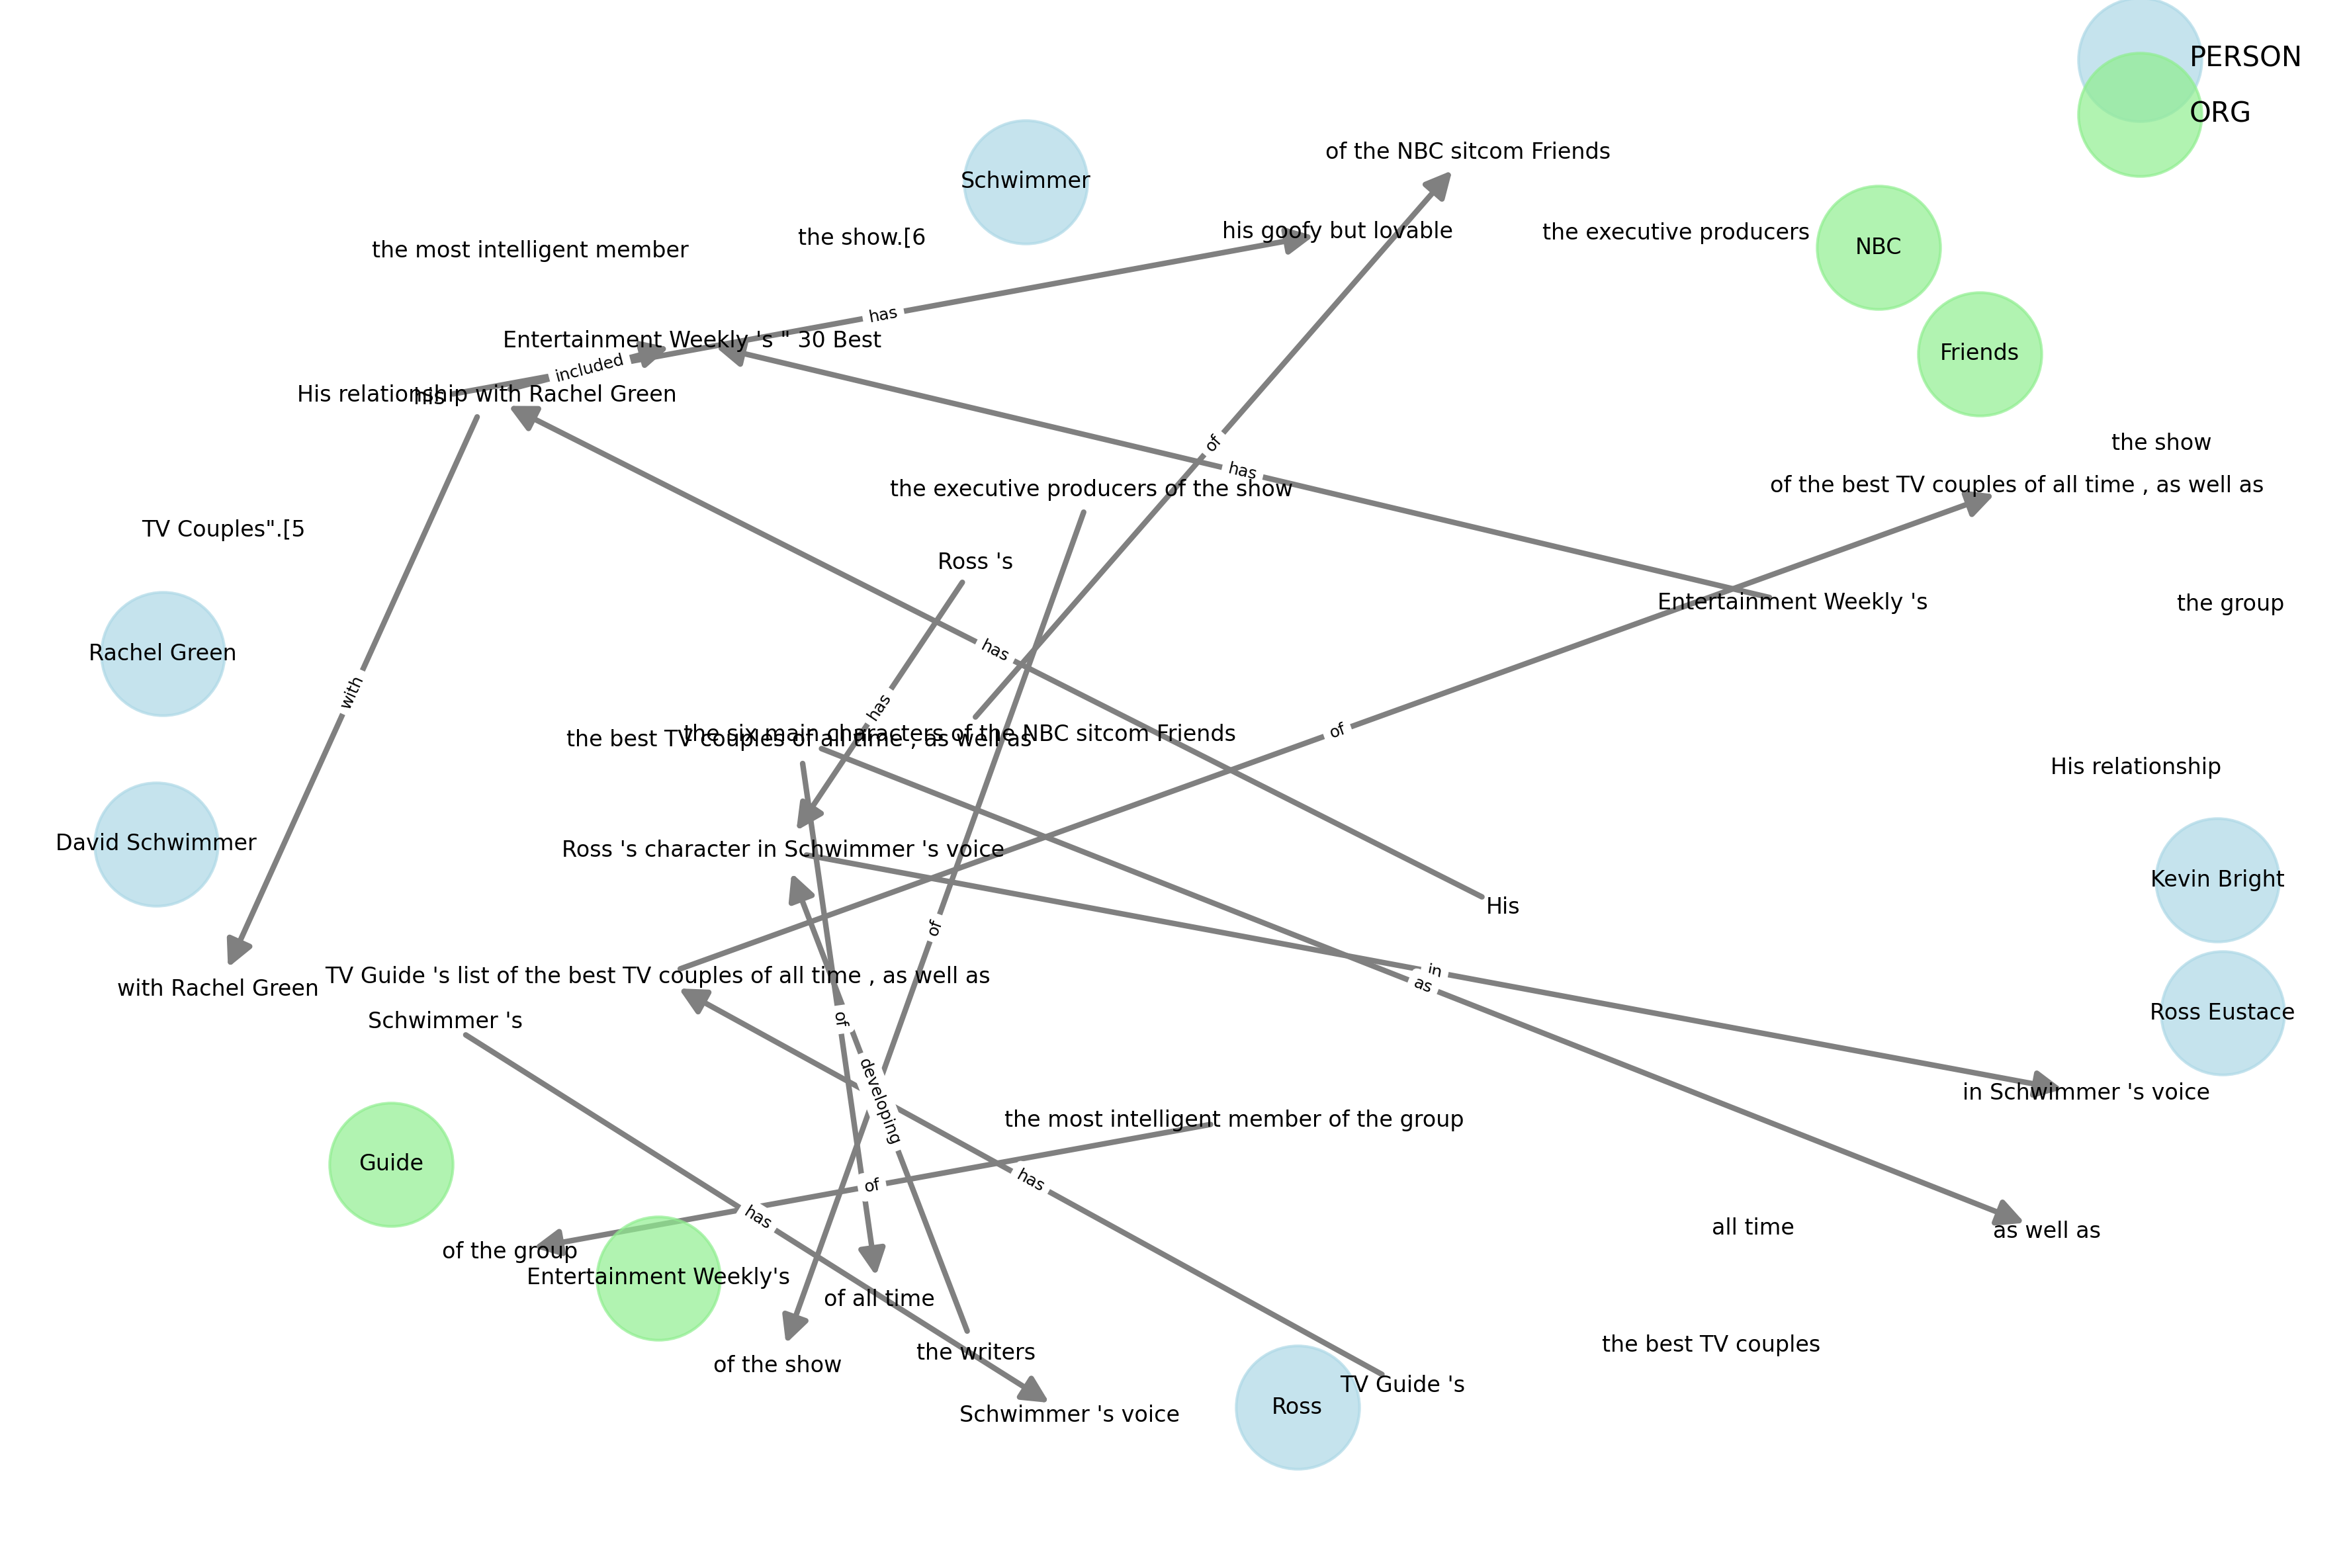 PERSON
ORG
of the NBC sitcom Friends
Schwimmer
his goofy but lovable
the executive producers
the show.[6
NBC
the most intelligent member
has
Entertainment Weekly 's " 30 Best
Friends
included
His relationship with Rachel Green
his
of
the show
has
the executive producers of the show
of the best TV couples of all time , as well as
TV Couples".[5
Ross 's
Entertainment Weekly 's
the group
Rachel Green
has
with
has
the six main characters of the NBC sitcom Friends
the best TV couples of all time , as well as
of
His relationship
David Schwimmer
Ross 's character in Schwimmer 's voice
Kevin Bright
His
of
in
as
TV Guide 's list of the best TV couples of all time , as well as
with Rachel Green
Schwimmer 's
of
Ross Eustace
in Schwimmer 's voice
developing
the most intelligent member of the group
Guide
has
of
has
all time
as well as
of the group
Entertainment Weekly's
of all time
the writers
of the show
the best TV couples
TV Guide 's
Ross
Schwimmer 's voice